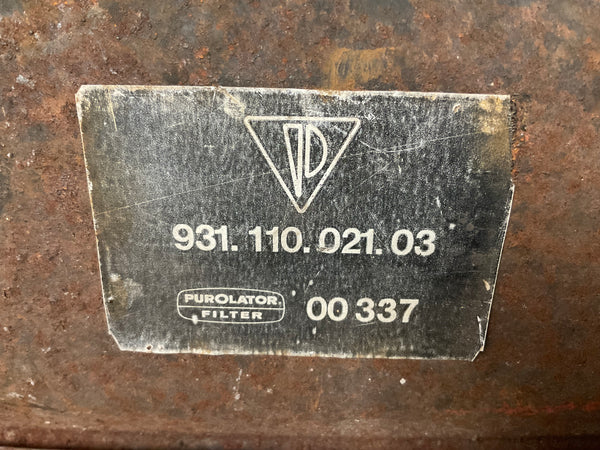 931.110.021.03
PUROLATOR
FILTER
00 337